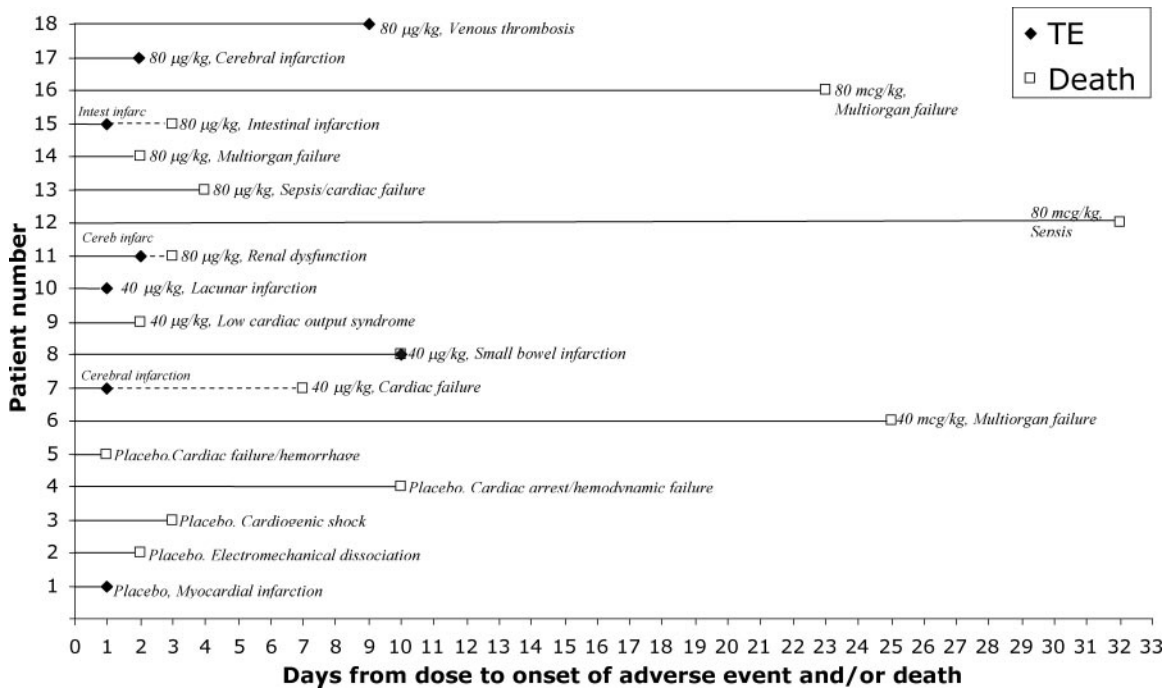 TE
Death
Patient number
18
80 µg/kg, Venous thrombosis
17
80 µg/kg, Cerebral infarction
16
80 mcg/kg,
Multiorgan failure
Intest infarc
15
80 µg/kg, Intestinal infarction
14
80 µg/kg, Multiorgan failure
13
80 µg/kg, Sepsis/cardiac failure
12
80 mcg/kg,
Sepsis
Cereb infarc
11
80 µg/kg, Renal dysfunction
10
40 µg/kg, Lacunar infarction
9
40 µg/kg, Low cardiac output syndrome
8
40 µg/kg, Small bowel infarction
Cerebral infarction
7
40 µg/kg, Cardiac failure
6
40 mcg/kg, Multiorgan failure
5
Placebo.Cardiac failure/hemorrhage
4
Placebo. Cardiac arrest/hemodynamic failure
3
Placebo. Cardiogenic shock
2
Placebo. Electromechanical dissociation
1
Placebo, Myocardial infarction
0 1 2 3 4 5 6 7 8 9 10 11 12 13 14 15 16 17 18 19 20 21 22 23 24 25 26 27 28 29 30 31 32 33
Days from dose to onset of adverse event and/or death